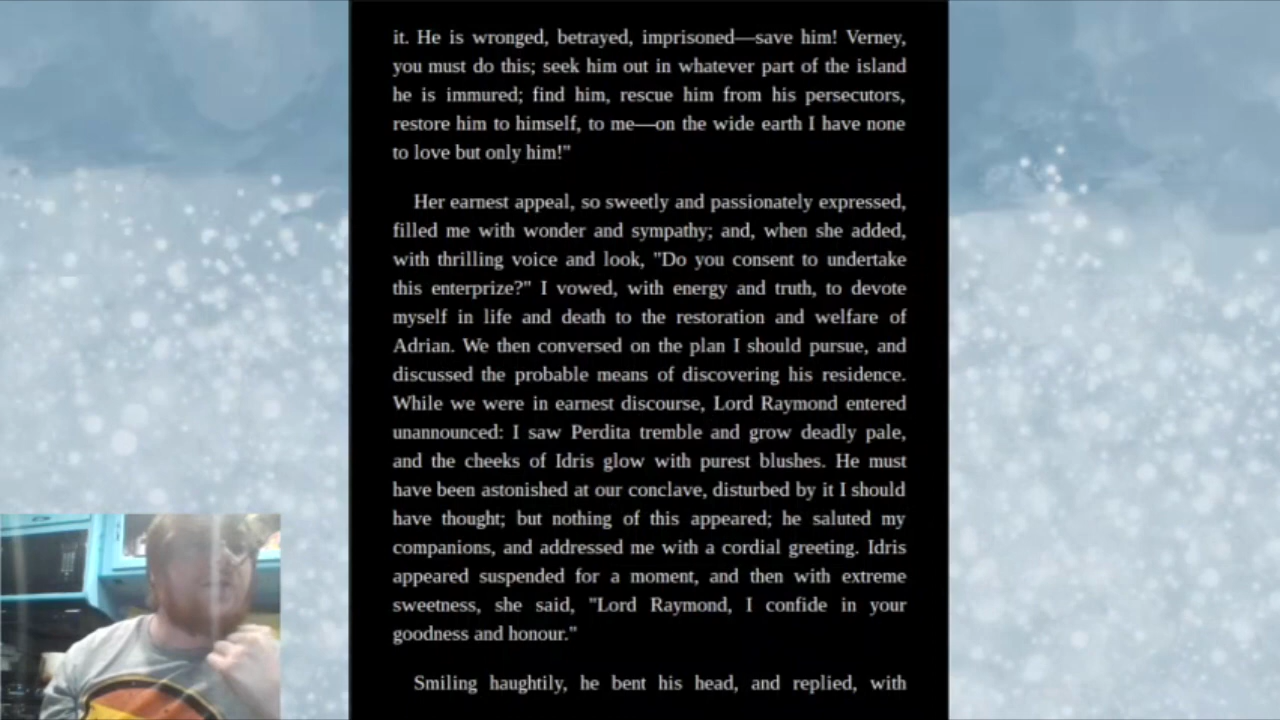 it. He is wronged, betrayed, imprisoned—save him! Verney,
you must do this; seek him out in whatever part of the island
he is immured; find him, rescue him from his persecutors,
restore him to himself, to me—on the wide earth I have none
to love but only him!"
Her earnest appeal, so sweetly and passionately expressed,
filled me with wonder and sympathy; and, when she added,
with thrilling voice and look, "Do you consent to undertake
this enterprize?" I vowed, with energy and truth, to devote
myself in life and death to the restoration and welfare of
Adrian. We then conversed on the plan I should pursue, and
discussed the probable means of discovering his residence.
While we were in earnest discourse, Lord Raymond entered
unannounced: I saw Perdita tremble and grow deadly pale,
and the cheeks of Idris glow with purest blushes. He must
have been astonished at our conclave, disturbed by it I should
have thought; but nothing of this appeared; he saluted my
companions, and addressed me with a cordial greeting. Idris
appeared suspended for a moment, and then with extreme
sweetness, she said, "Lord Raymond, I confide in your
goodness and honour."
Smiling haughtily, he bent his head, and replied, with